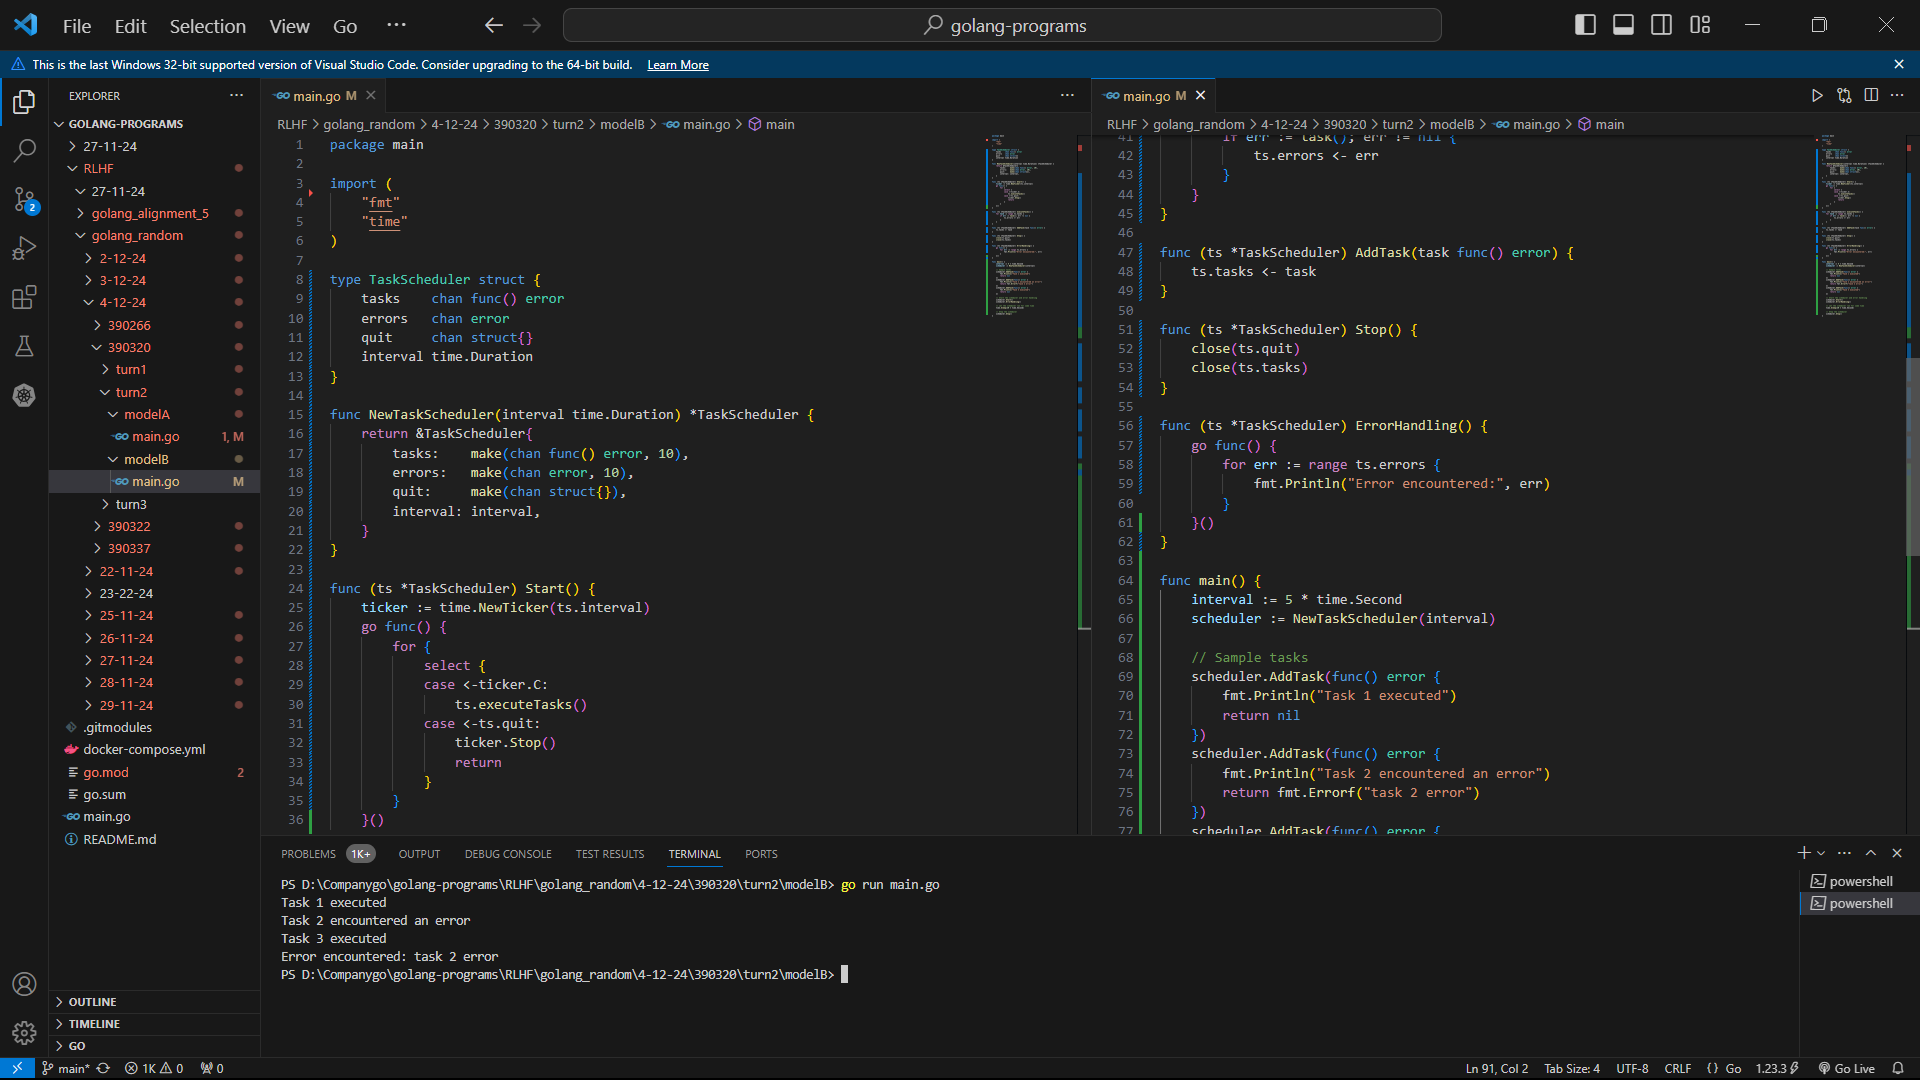 File Edit Selection View Go ··· golang-programs
This is the last Windows 32-bit supported version of Visual Studio Code. Consider upgrading to the 64-bit build. Learn More
EXPLORER
GOLANG-PROGRAMS
27-11-24
RLHF
27-11-24
golang_alignment_5
golang_random
2-12-24
3-12-24
4-12-24
390266
390320
turn1
turn2
modelA
main.go 1, M
modelB
main.go M
turn3
390322
390337
22-11-24
23-22-24
25-11-24
26-11-24
27-11-24
28-11-24
29-11-24
.gitmodules
docker-compose.yml
go.mod 2
go.sum
main.go
README.md
OUTLINE
TIMELINE
GO
2
main.go M
RLHF > golang_random > 4-12-24 > 390320 > turn2 > modelB > main.go > main
1 package main
2
3 import (
4 "fmt"
5 "time"
6 )
7
8 type TaskScheduler struct {
9 tasks chan func() error
10 errors chan error
11 quit chan struct{}
12 interval time.Duration
13 }
14
15 func NewTaskScheduler(interval time.Duration) *TaskScheduler {
16 return &TaskScheduler{
17 tasks: make(chan func() error, 10),
18 errors: make(chan error, 10),
19 quit: make(chan struct{}),
20 interval: interval,
21 }
22 }
23
24 func (ts *TaskScheduler) Start() {
25 ticker := time.NewTicker(ts.interval)
26 go func() {
27 for {
28 select {
29 case <-ticker.C:
30 ts.executeTasks()
31 case <-ts.quit:
32 ticker.Stop()
33 return
34 }
35 }
36 }()
main.go M
RLHF > golang_random > 4-12-24 > 390320 > turn2 > modelB > main.go > main
41 if err := task(); err != nil {
42 ts.errors <- err
43 }
44 }
45 }
46
47 func (ts *TaskScheduler) AddTask(task func() error) {
48 ts.tasks <- task
49 }
50
51 func (ts *TaskScheduler) Stop() {
52 close(ts.quit)
53 close(ts.tasks)
54 }
55
56 func (ts *TaskScheduler) ErrorHandling() {
57 go func() {
58 for err := range ts.errors {
59 fmt.Println("Error encountered:", err)
60 }
61 }()
62 }
63
64 func main() {
65 interval := 5 * time.Second
66 scheduler := NewTaskScheduler(interval)
67
68 // Sample tasks
69 scheduler.AddTask(func() error {
70 fmt.Println("Task 1 executed")
71 return nil
72 })
73 scheduler.AddTask(func() error {
74 fmt.Println("Task 2 encountered an error")
75 return fmt.Errorf("task 2 error")
76 })
77 scheduler.AddTask(func() error {
PROBLEMS 1K+ OUTPUT DEBUG CONSOLE TEST RESULTS TERMINAL PORTS
PS D:\Companygo\golang-programs\RLHF\golang_random\4-12-24\390320\turn2\modelB> go run main.go
Task 1 executed
Task 2 encountered an error
Task 3 executed
Error encountered: task 2 error
PS D:\Companygo\golang-programs\RLHF\golang_random\4-12-24\390320\turn2\modelB>
powershell
powershell
main* 1K 0 0 Ln 91, Col 2 Tab Size: 4 UTF-8 CRLF {} Go 1.23.3 Go Live